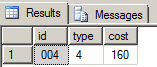 Results Messages
id type cost
1 004 4 160